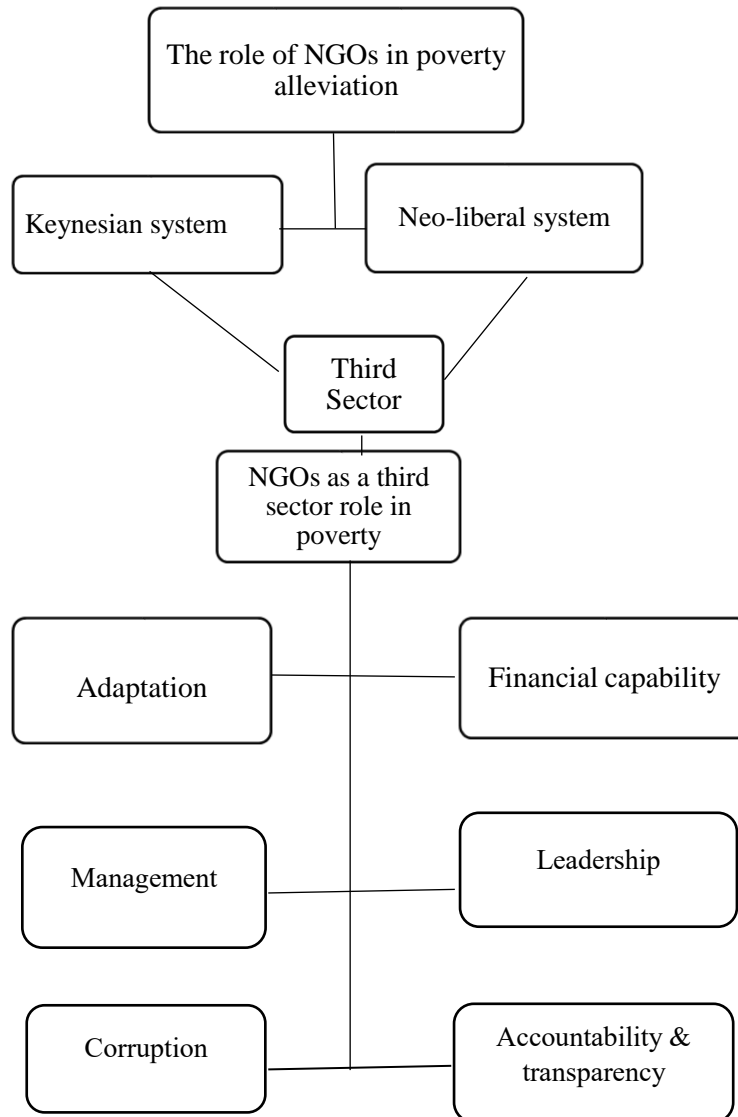 The role of NGOs in poverty
alleviation
Keynesian system
Neo-liberal system
Third
Sector
NGOs as a third
sector role in
poverty
Adaptation
Financial capability
Management
Leadership
Corruption
Accountability &
transparency